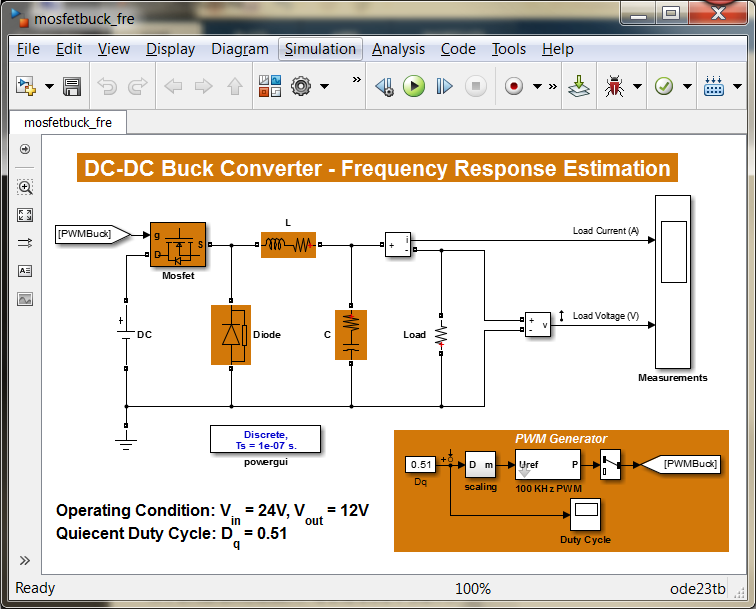 mosfetbuck_fre
File Edit View Display Diagram Simulation Analysis Code Tools Help
mosfetbuck_fre
DC-DC Buck Converter - Frequency Response Estimation
[PWMBuck]
g
S
D
Mosfet
L
i
+
-
Load Current (A)
+
DC
Diode
C
Load
+
-
v
Load Voltage (V)
Measurements
Discrete,
Ts = 1e-07 s.
powergui
PWM Generator
0.51
Dq
+
D m
scaling
Uref P
100 KHz PWM
[PWMBuck]
Duty Cycle
Operating Condition: Vin = 24V, Vout = 12V
Quiecent Duty Cycle: Dq = 0.51
Ready 100% ode23tb